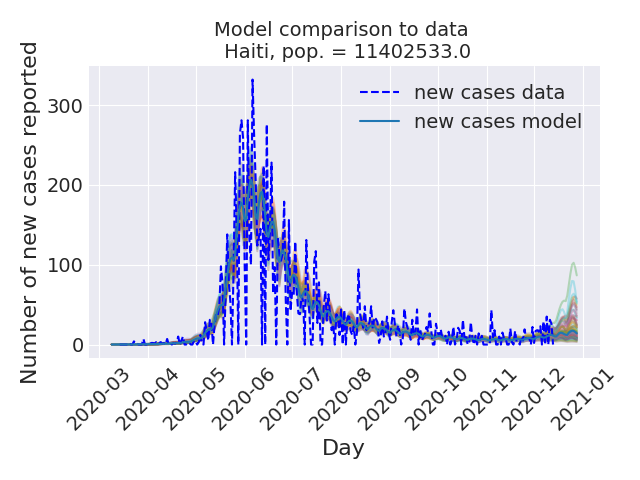 Model comparison to data
Haiti, pop. = 11402533.0
Number of new cases reported
300
200
100
0
new cases data
new cases model
2020-03
2020-04
2020-05
2020-06
2020-07
2020-08
2020-09
2020-10
2020-11
2020-12
2021-01
Day